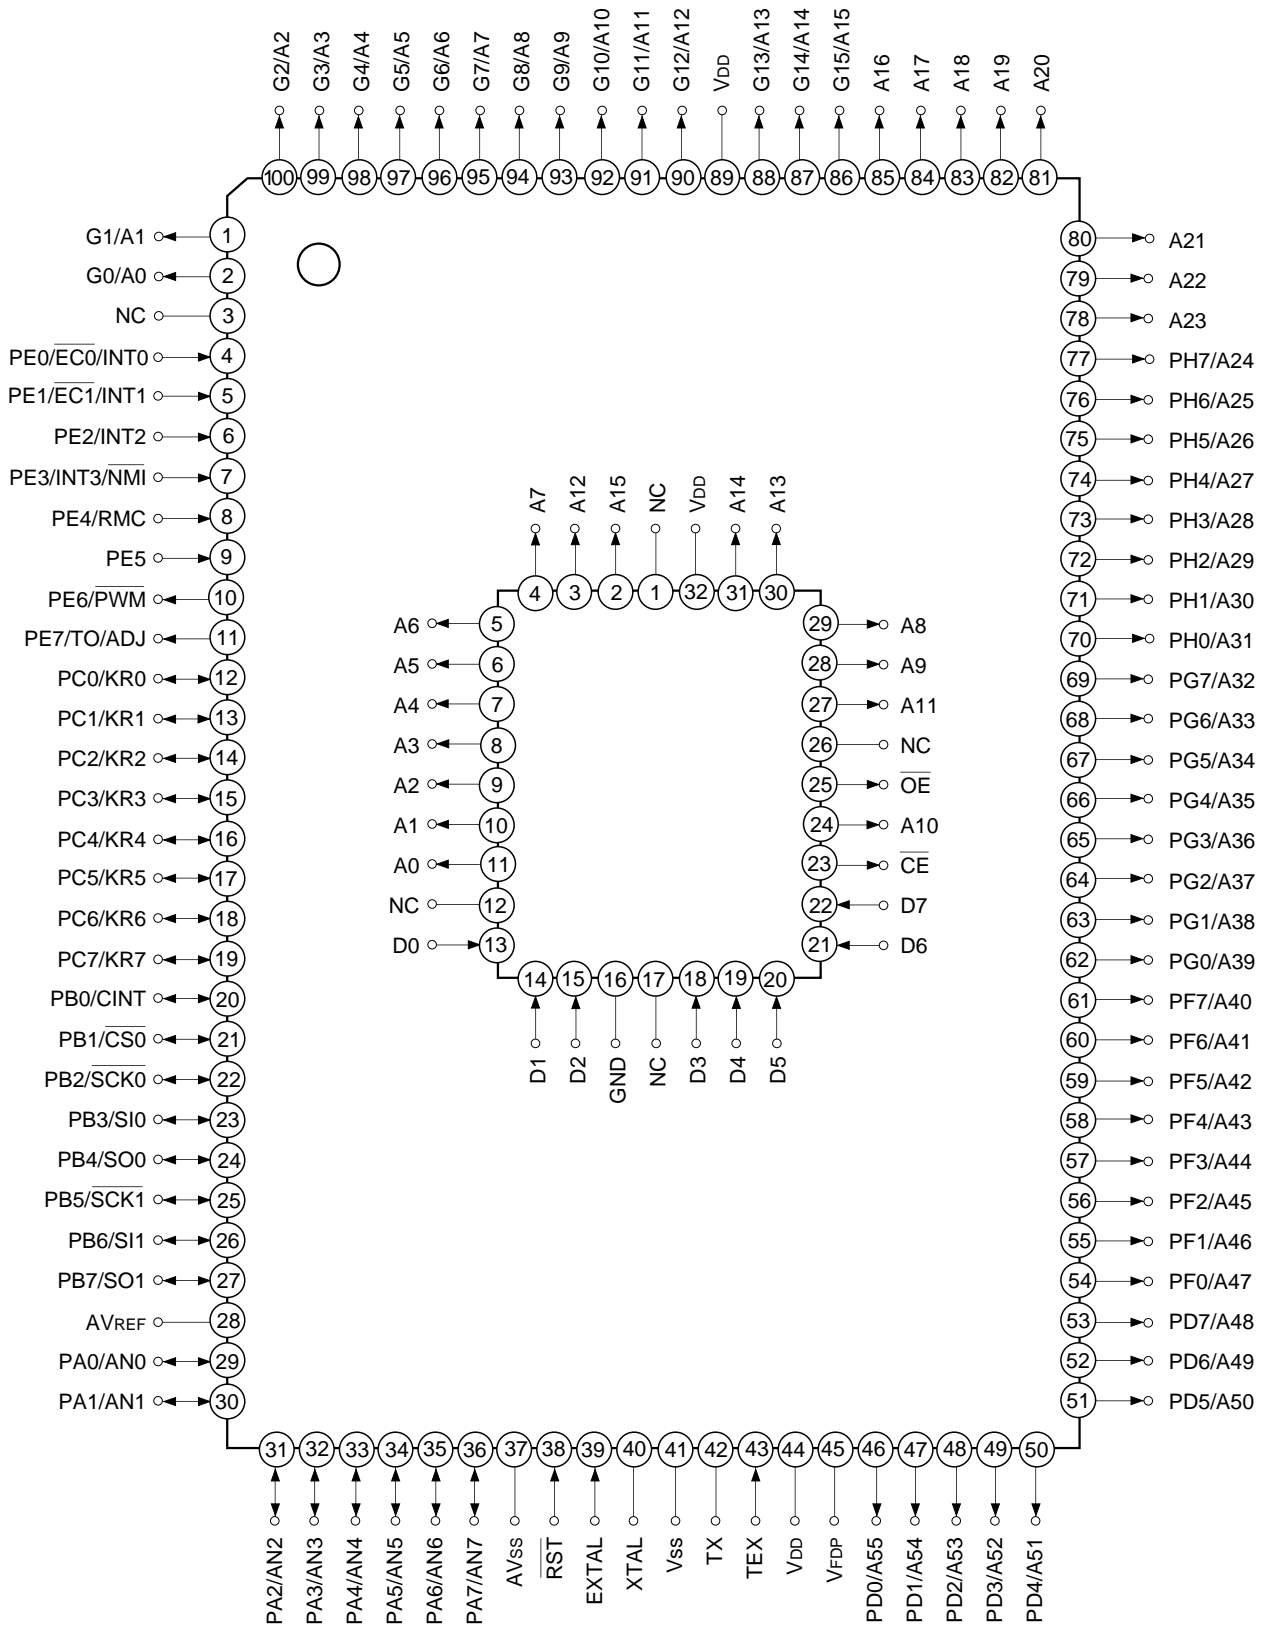 G2/A2
G3/A3
G4/A4
G5/A5
G6/A6
G7/A7
G8/A8
G9/A9
G10/A10
G11/A11
G12/A12
VDD
G13/A13
G14/A14
G15/A15
A16
A17
A18
A19
A20
100 99 98 97 96 95 94 93 92 91 90 89 88 87 86 85 84 83 82 81
G1/A1 1
G0/A0 2
NC 3
PE0/E̅C̅0̅/INT0 4
PE1/E̅C̅1̅/INT1 5
PE2/INT2 6
PE3/INT3/N̅M̅I̅ 7
PE4/RMC 8
PE5 9
PE6/P̅W̅M̅ 10
PE7/TO/ADJ 11
PC0/KR0 12
PC1/KR1 13
PC2/KR2 14
PC3/KR3 15
PC4/KR4 16
PC5/KR5 17
PC6/KR6 18
PC7/KR7 19
PB0/CINT 20
PB1/C̅S̅0̅ 21
PB2/S̅C̅K̅0̅ 22
PB3/SI0 23
PB4/SO0 24
PB5/S̅C̅K̅1̅ 25
PB6/SI1 26
PB7/SO1 27
AVREF 28
PA0/AN0 29
PA1/AN1 30
A7
A12
A15
NC
VDD
A14
A13
4 3 2 1 32 31 30
A6 5
A5 6
A4 7
A3 8
A2 9
A1 10
A0 11
NC 12
D0 13
29 A8
28 A9
27 A11
26 NC
25 O̅E̅
24 A10
23 C̅E̅
22 D7
21 D6
14 15 16 17 18 19 20
D1
D2
GND
NC
D3
D4
D5
80 A21
79 A22
78 A23
77 PH7/A24
76 PH6/A25
75 PH5/A26
74 PH4/A27
73 PH3/A28
72 PH2/A29
71 PH1/A30
70 PH0/A31
69 PG7/A32
68 PG6/A33
67 PG5/A34
66 PG4/A35
65 PG3/A36
64 PG2/A37
63 PG1/A38
62 PG0/A39
61 PF7/A40
60 PF6/A41
59 PF5/A42
58 PF4/A43
57 PF3/A44
56 PF2/A45
55 PF1/A46
54 PF0/A47
53 PD7/A48
52 PD6/A49
51 PD5/A50
31 32 33 34 35 36 37 38 39 40 41 42 43 44 45 46 47 48 49 50
PA2/AN2
PA3/AN3
PA4/AN4
PA5/AN5
PA6/AN6
PA7/AN7
AVss
R̅S̅T̅
EXTAL
XTAL
Vss
TX
TEX
VDD
VFDP
PD0/A55
PD1/A54
PD2/A53
PD3/A52
PD4/A51